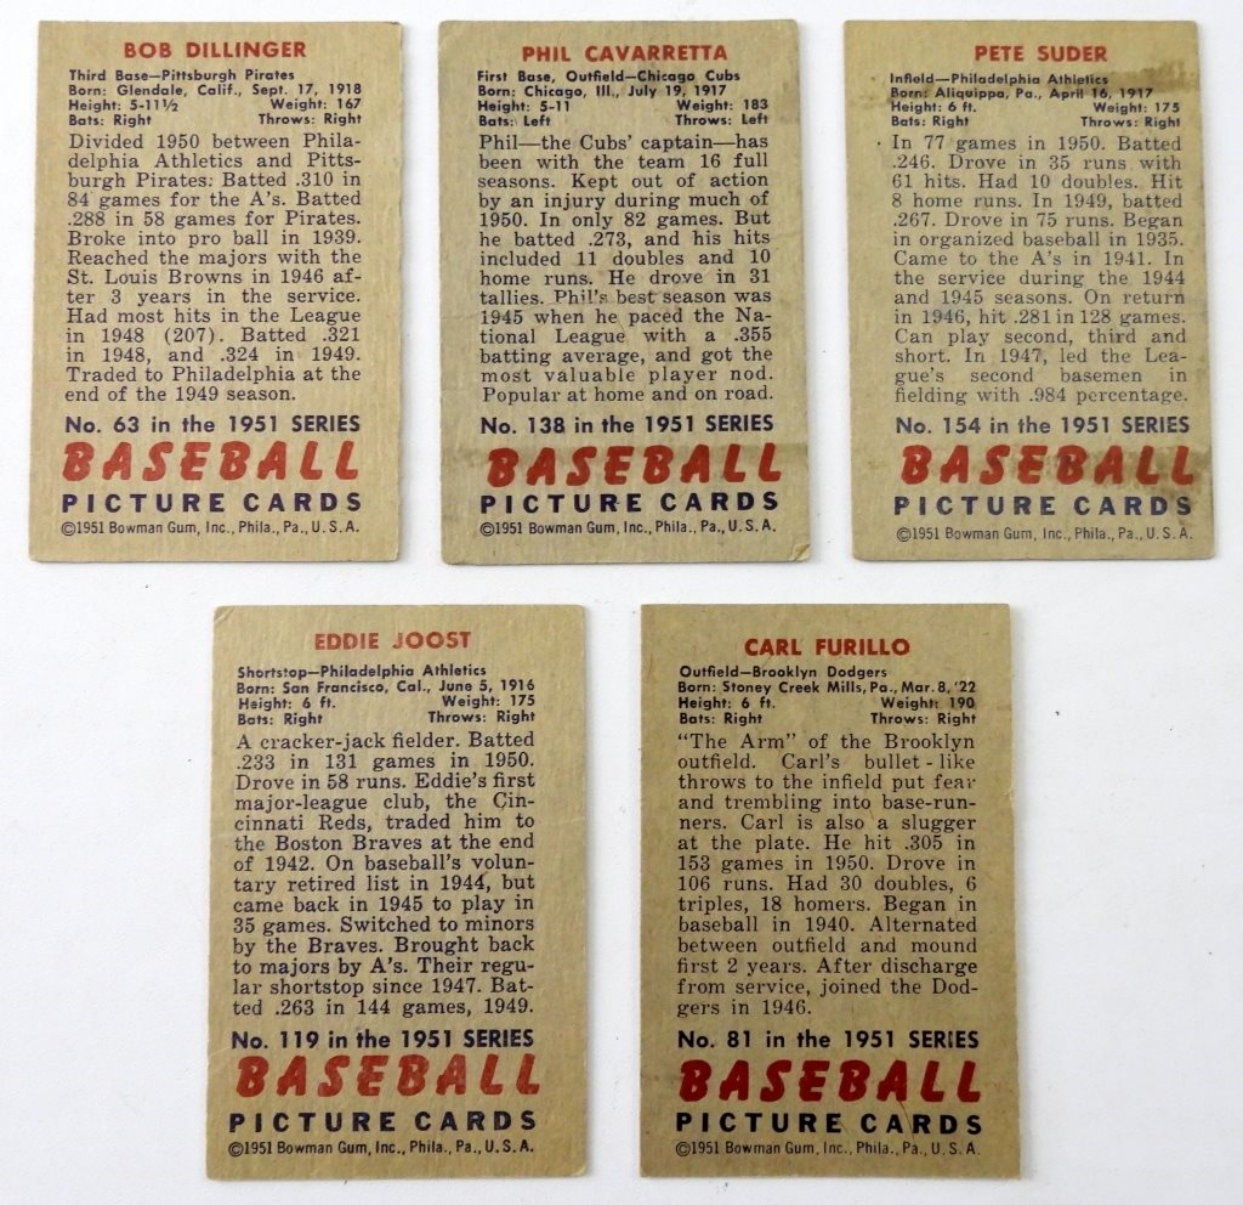 BOB DILLINGER
Third Base—Pittsburgh Pirates
Born: Glendale, Calif., Sept. 17, 1918
Height: 5-11½ Weight: 167
Bats: Right Throws: Right
Divided 1950 between Phila-
delphia Athletics and Pitts-
burgh Pirates. Batted .310 in
84 games for the A's. Batted
.288 in 58 games for Pirates.
Broke into pro ball in 1939.
Reached the majors with the
St. Louis Browns in 1946 af-
ter 3 years in the service.
Had most hits in the League
in 1948 (207). Batted .321
in 1948, and .324 in 1949.
Traded to Philadelphia at the
end of the 1949 season.
No. 63 in the 1951 SERIES
BASEBALL
PICTURE CARDS
©1951 Bowman Gum, Inc., Phila., Pa., U.S.A.
PHIL CAVARRETTA
First Base, Outfield—Chicago Cubs
Born: Chicago, Ill., July 19, 1917
Height: 5-11 Weight: 183
Bats: Left Throws: Left
Phil—the Cubs' captain—has
been with the team 16 full
seasons. Kept out of action
by an injury during much of
1950. In only 82 games. But
he batted .273, and his hits
included 11 doubles and 10
home runs. He drove in 31
tallies. Phil's best season was
1945 when he paced the Na-
tional League with a .355
batting average, and got the
most valuable player nod.
Popular at home and on road.
No. 138 in the 1951 SERIES
BASEBALL
PICTURE CARDS
©1951 Bowman Gum, Inc., Phila., Pa., U.S.A.
PETE SUDER
Infield—Philadelphia Athletics
Born: Aliquippa, Pa., April 16, 1917
Height: 6 ft. Weight: 175
Bats: Right Throws: Right
In 77 games in 1950. Batted
.246. Drove in 35 runs with
61 hits. Had 10 doubles. Hit
8 home runs. In 1949, batted
.267. Drove in 75 runs. Began
in organized baseball in 1935.
Came to the A's in 1941. In
the service during the 1944
and 1945 seasons. On return
in 1946, hit .281 in 128 games.
Can play second, third and
short. In 1947, led the Lea-
gue's second basemen in
fielding with .984 percentage.
No. 154 in the 1951 SERIES
BASEBALL
PICTURE CARDS
©1951 Bowman Gum, Inc., Phila., Pa., U.S.A.
EDDIE JOOST
Shortstop—Philadelphia Athletics
Born: San Francisco, Cal., June 5, 1916
Height: 6 ft. Weight: 175
Bats: Right Throws: Right
A cracker-jack fielder. Batted
.233 in 131 games in 1950.
Drove in 58 runs. Eddie's first
major-league club, the Cin-
cinnati Reds, traded him to
the Boston Braves at the end
of 1942. On baseball's volun-
tary retired list in 1944, but
came back in 1945 to play in
35 games. Switched to minors
by the Braves. Brought back
to majors by A's. Their regu-
lar shortstop since 1947. Bat-
ted .263 in 144 games, 1949.
No. 119 in the 1951 SERIES
BASEBALL
PICTURE CARDS
©1951 Bowman Gum, Inc., Phila., Pa., U.S.A.
CARL FURILLO
Outfield—Brooklyn Dodgers
Born: Stoney Creek Mills, Pa., Mar. 8, '22
Height: 6 ft. Weight: 190
Bats: Right Throws: Right
"The Arm" of the Brooklyn
outfield. Carl's bullet-like
throws to the infield put fear
and trembling into base-run-
ners. Carl is also a slugger
at the plate. He hit .305 in
153 games in 1950. Drove in
106 runs. Had 30 doubles, 6
triples, 18 homers. Began in
baseball in 1940. Alternated
between outfield and mound
first 2 years. After discharge
from service, joined the Dod-
gers in 1946.
No. 81 in the 1951 SERIES
BASEBALL
PICTURE CARDS
©1951 Bowman Gum, Inc., Phila., Pa., U.S.A.